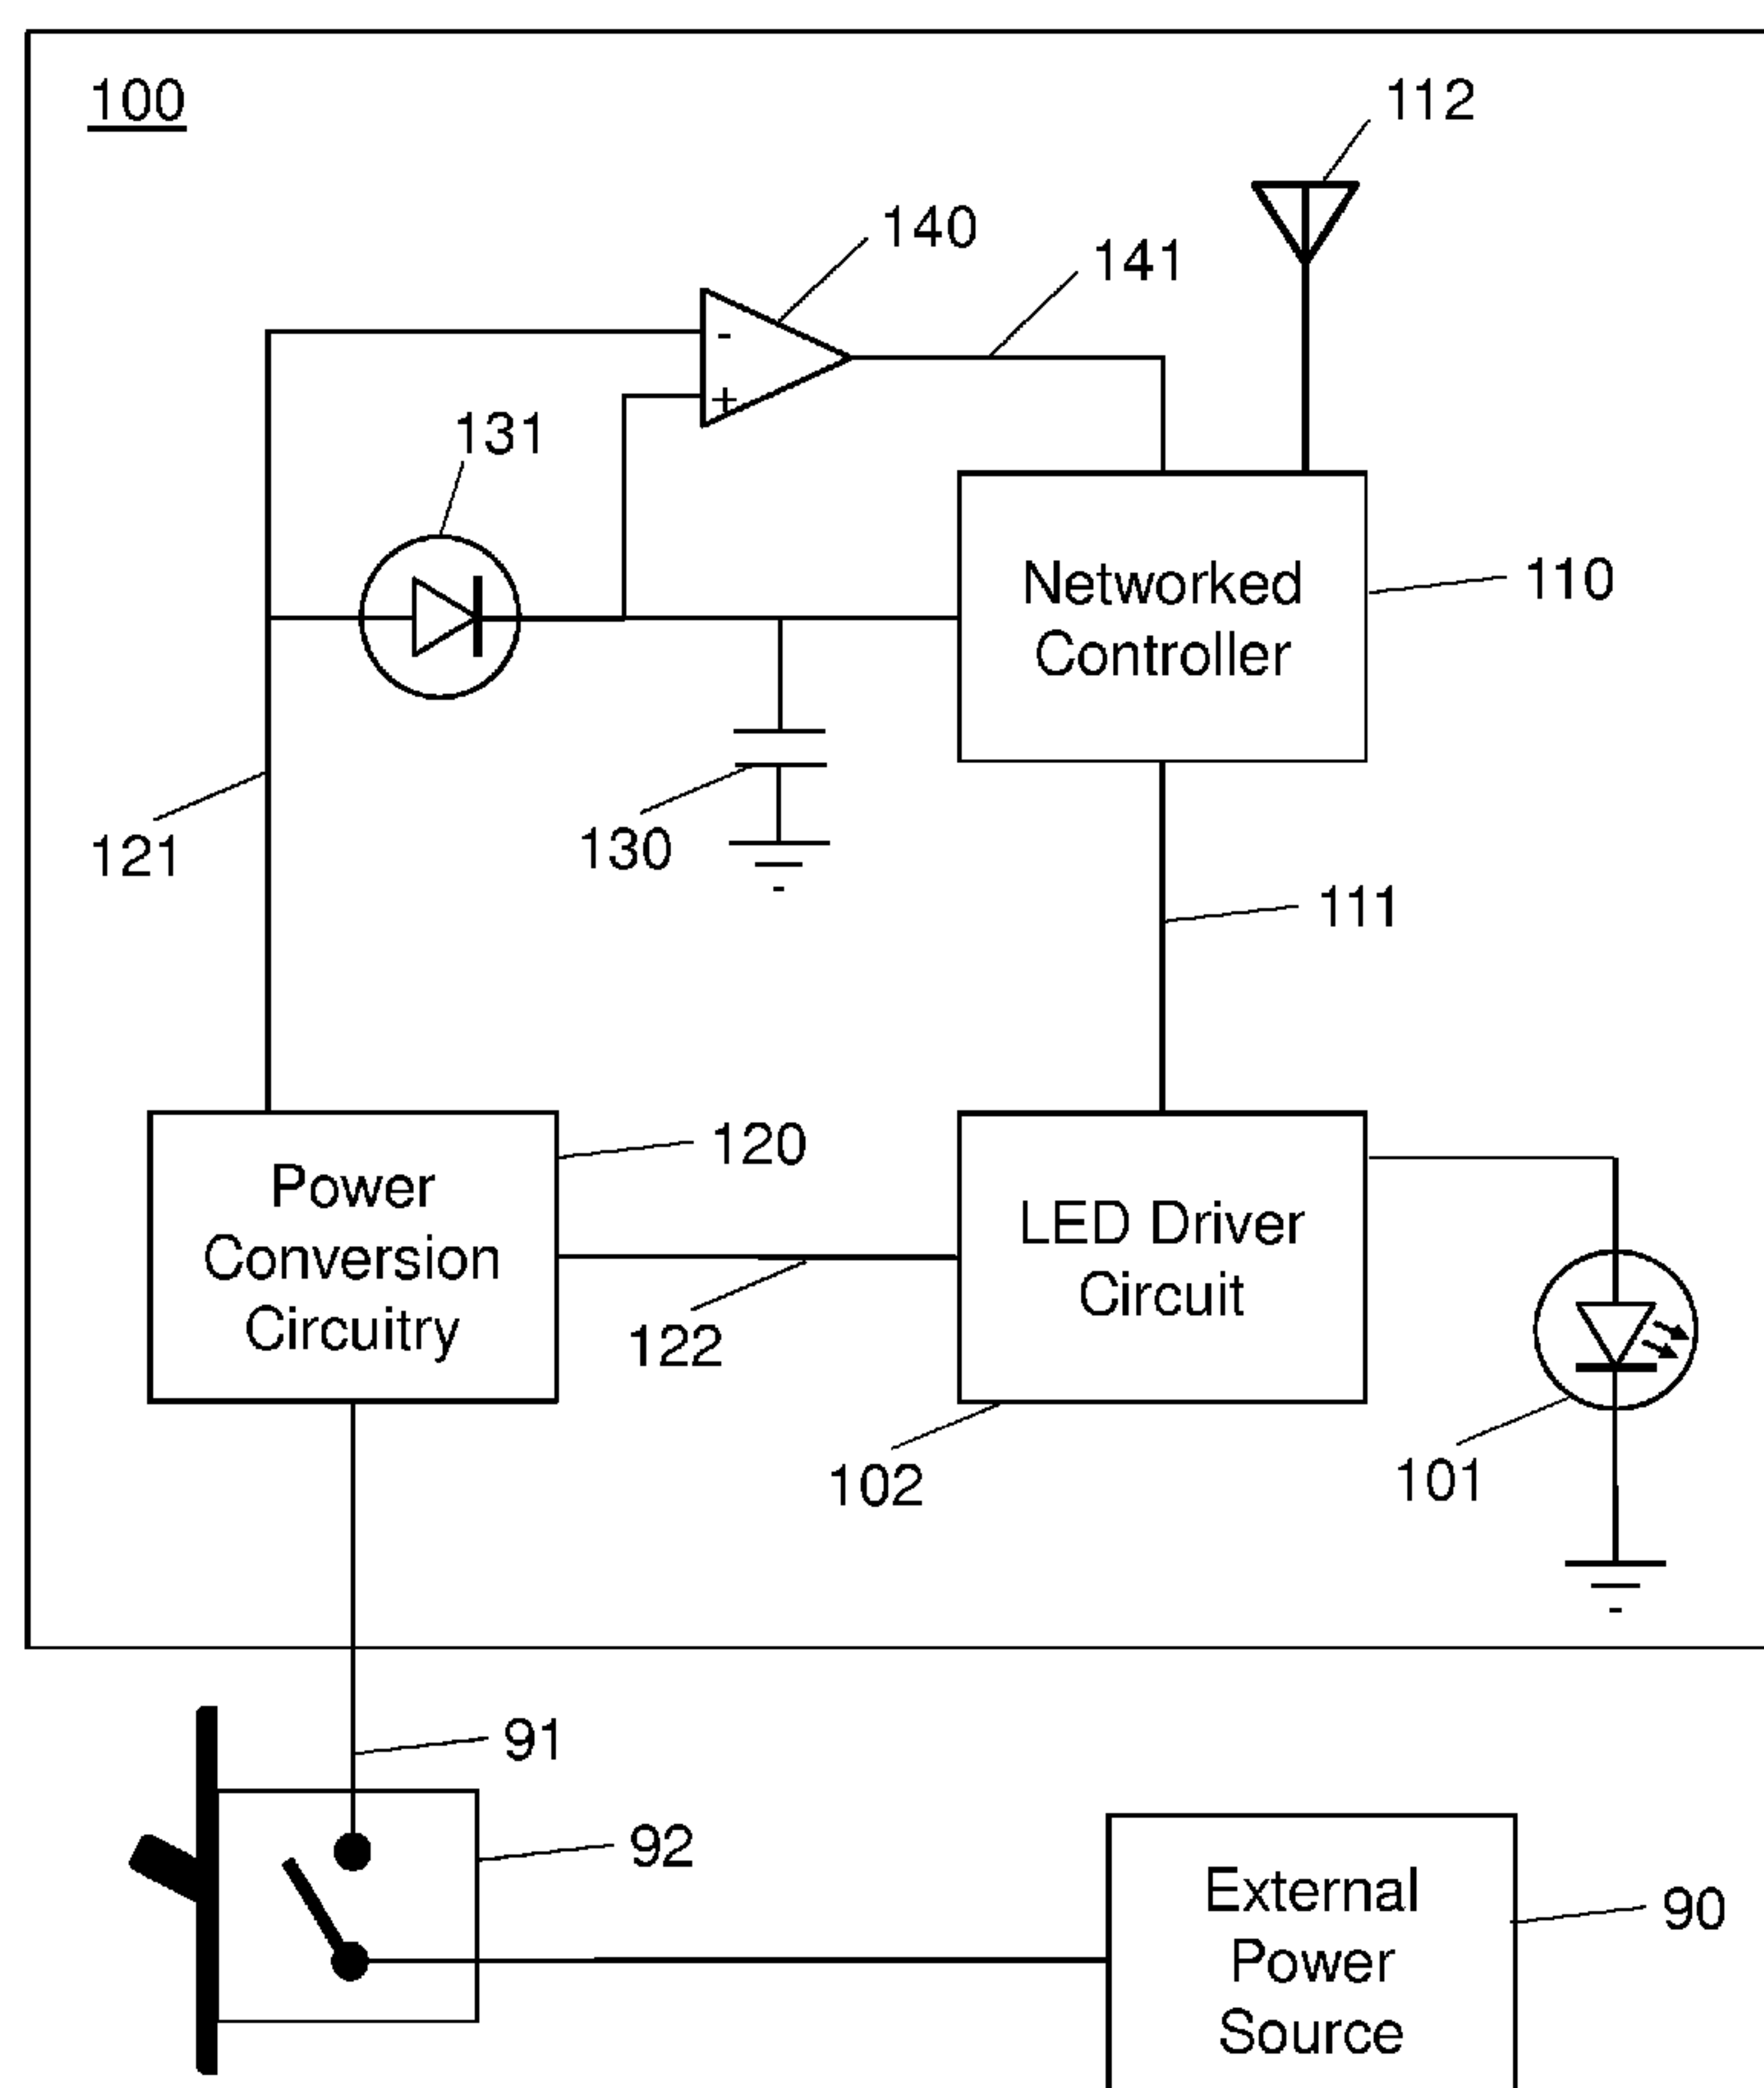 100
112
140
141
131
-
+
Networked
Controller
110
121
130
111
Power
Conversion
Circuitry
120
LED Driver
Circuit
122
102
101
91
92
External
Power
Source
90